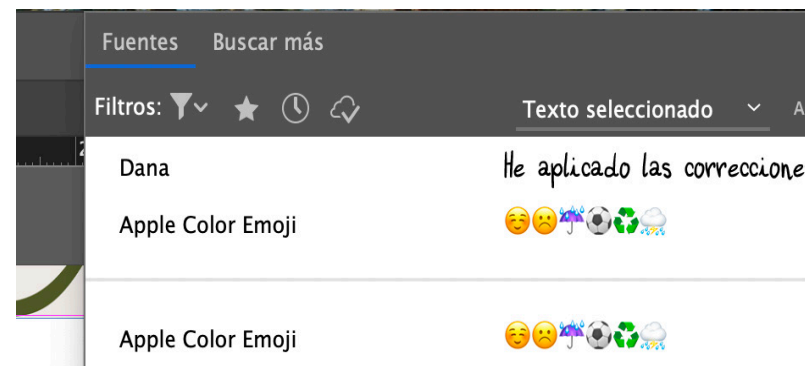 Fuentes Buscar más
Filtros: Texto seleccionado
Dana He aplicado las correccione
Apple Color Emoji ☺️☹️☔⚽♻️⛈️
Apple Color Emoji ☺️☹️☔⚽♻️⛈️